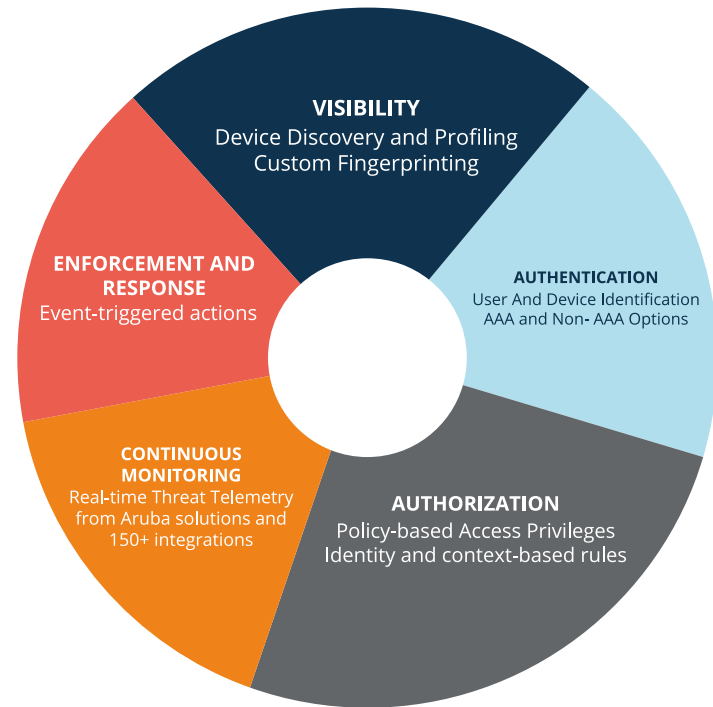 VISIBILITY
Device Discovery and Profiling
Custom Fingerprinting
AUTHENTICATION
User And Device Identification
AAA and Non- AAA Options
AUTHORIZATION
Policy-based Access Privileges
Identity and context-based rules
CONTINUOUS
MONITORING
Real-time Threat Telemetry
from Aruba solutions and
150+ integrations
ENFORCEMENT AND
RESPONSE
Event-triggered actions